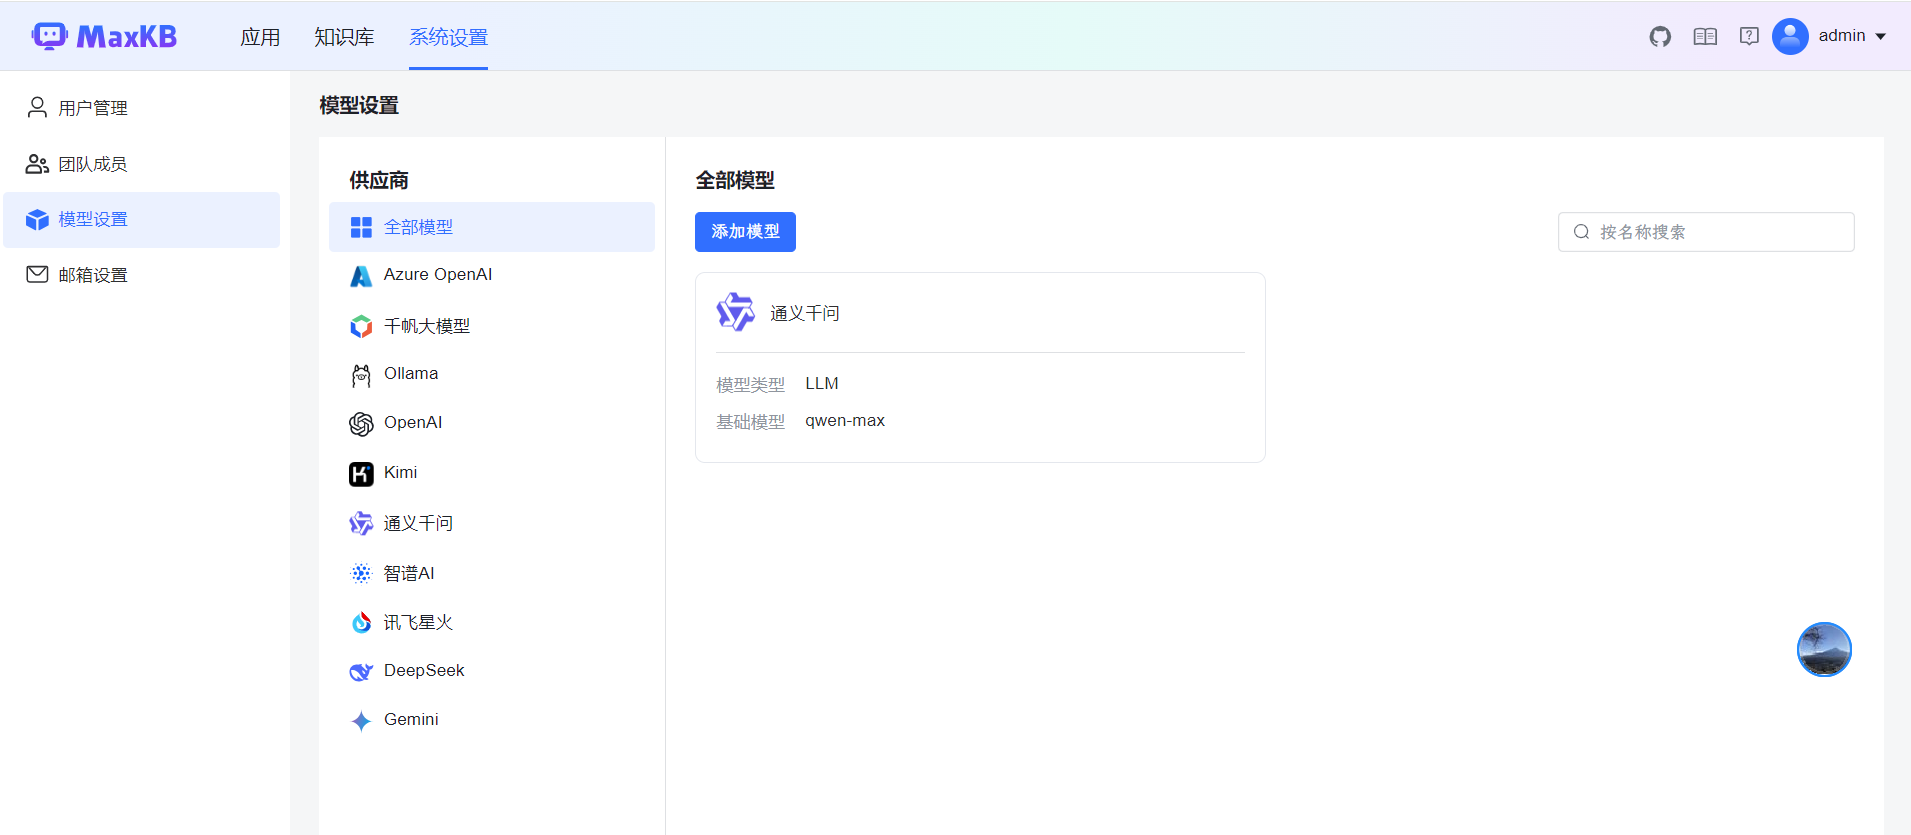 MaxKB 应用 知识库 系统设置 admin
用户管理
团队成员
模型设置
邮箱设置
模型设置
供应商
全部模型
Azure OpenAI
千帆大模型
Ollama
OpenAI
Kimi
通义千问
智谱AI
讯飞星火
DeepSeek
Gemini
全部模型
添加模型
按名称搜索
通义千问
模型类型 LLM
基础模型 qwen-max